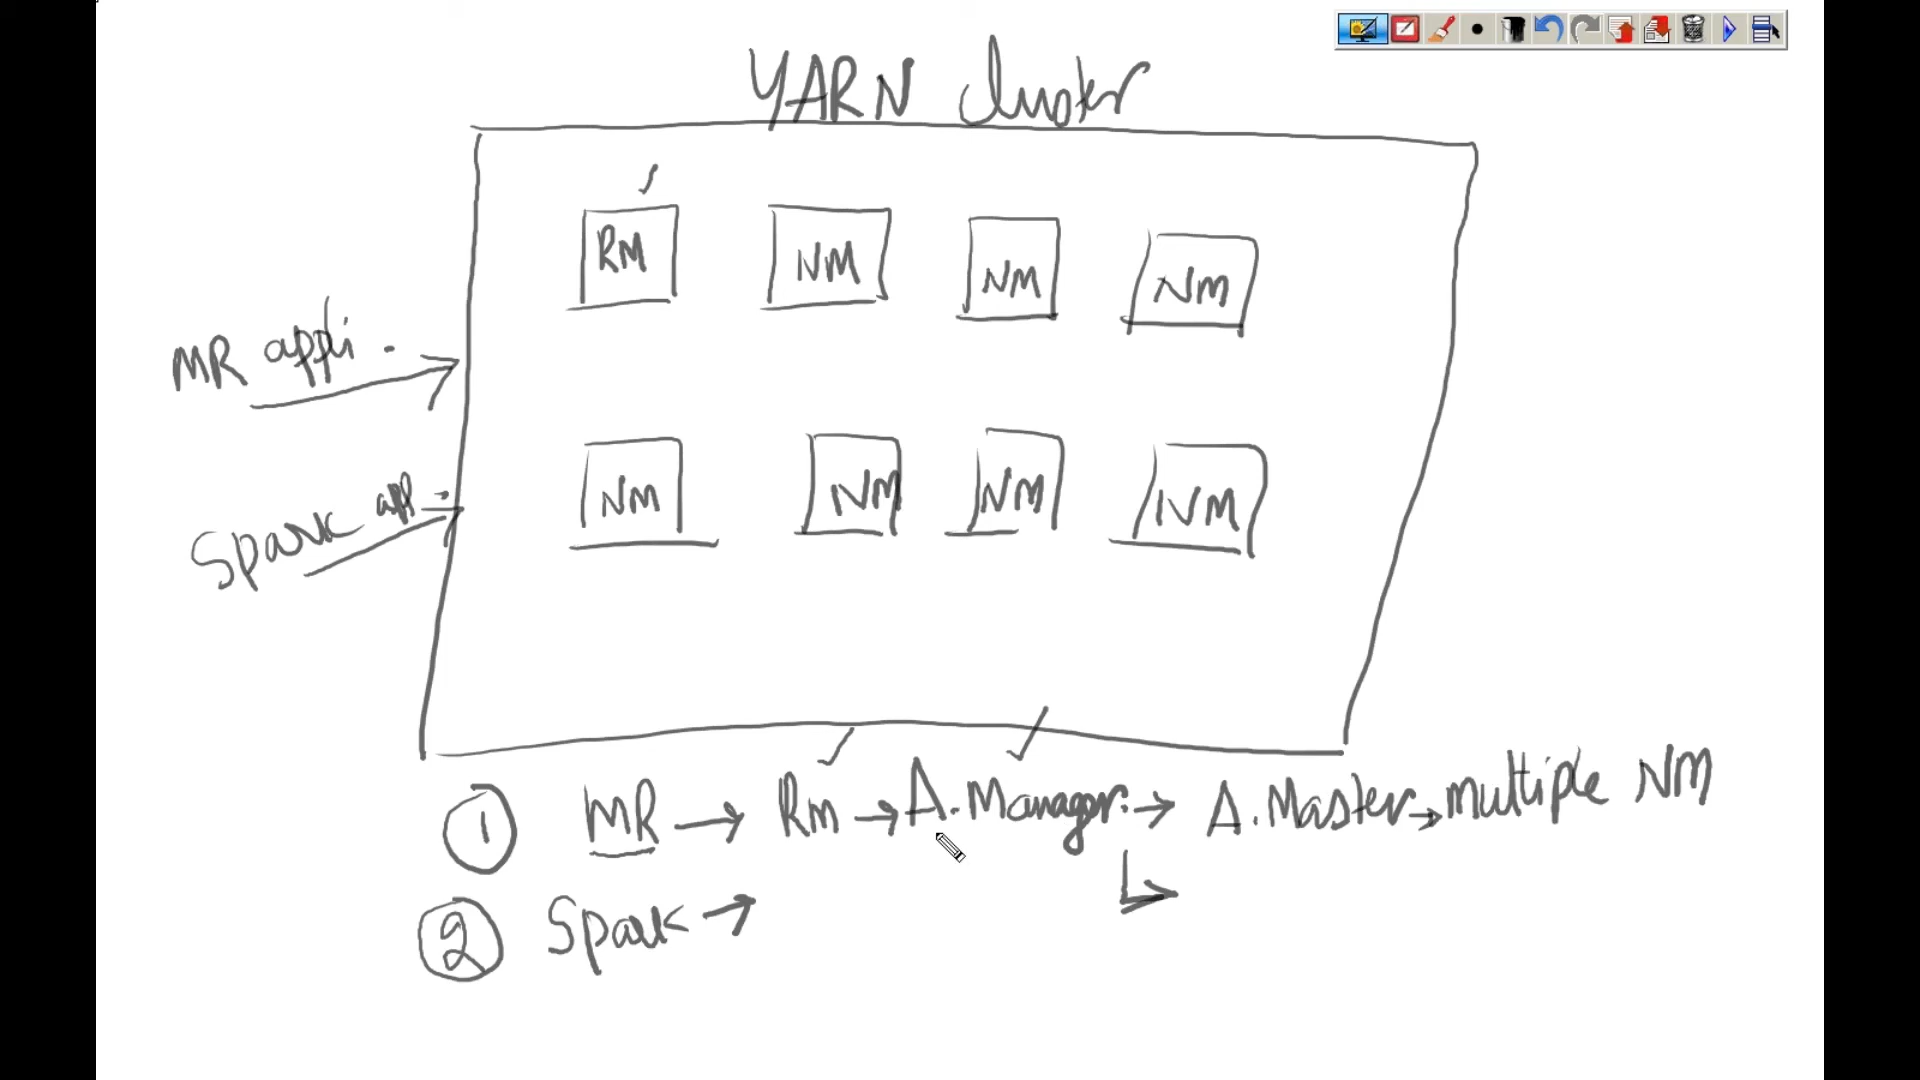 YARN cluster
RM NM NM NM
MR appli.
NM NM NM NM
Spark app.
1 MR → Rm → A.Manager. → A.Master → multiple NM
2 Spark →